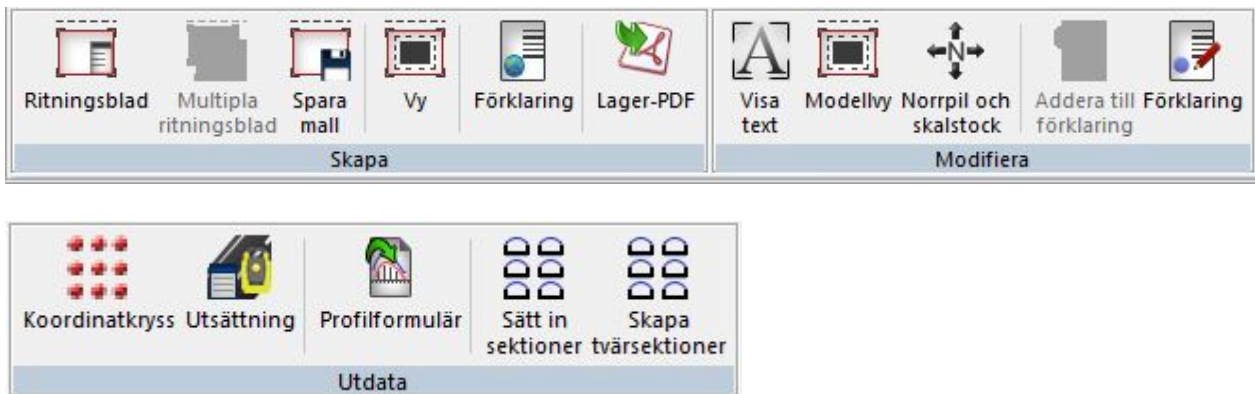 Ritningsblad Multipla Spara Vy Förklaring Lager-PDF Visa Modellvy Norrpil och Addera till Förklaring
ritningsblad mall text skalstock förklaring
Skapa Modifiera
Koordinatkryss Utsättning Profilformulär Sätt in Skapa
sektioner tvärsektioner
Utdata